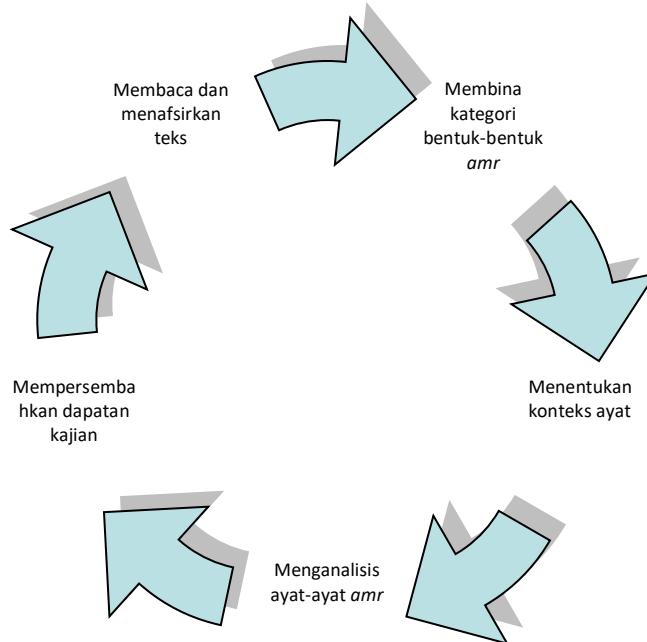 Membaca dan
menafsirkan
teks
Membina
kategori
bentuk-bentuk
amr
Menentukan
konteks ayat
Menganalisis
ayat-ayat amr
Mempersemba
hkan dapatan
kajian